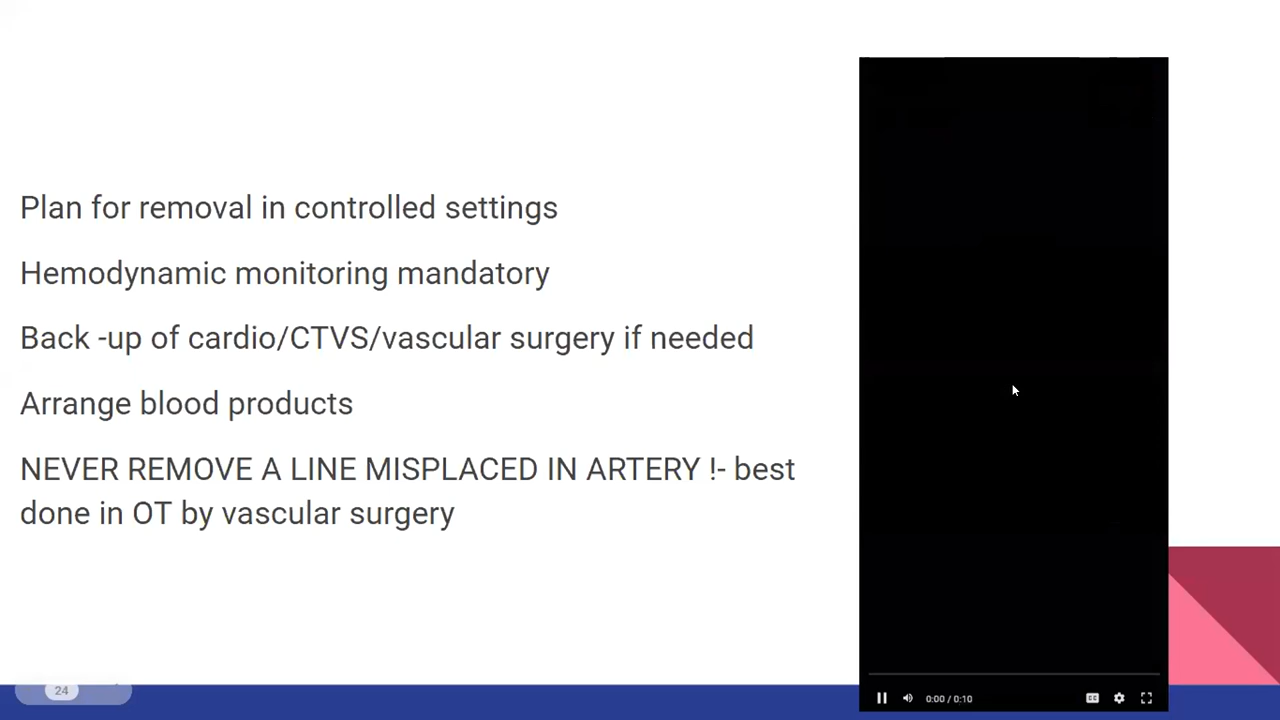 Plan for removal in controlled settings
Hemodynamic monitoring mandatory
Back -up of cardio/CTVS/vascular surgery if needed
Arrange blood products
NEVER REMOVE A LINE MISPLACED IN ARTERY !- best
done in OT by vascular surgery
24
0:00 / 0:10
CC